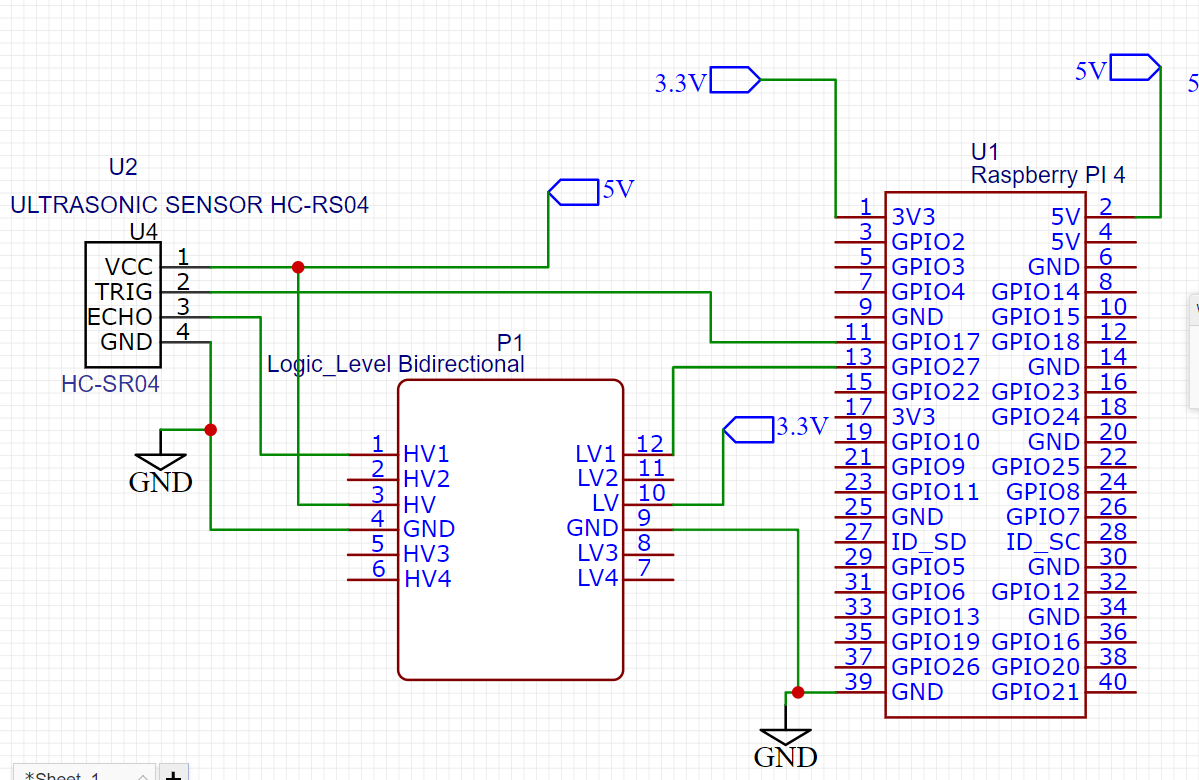 3.3V
5V
5
U2
ULTRASONIC SENSOR HC-RS04
U4
VCC 1
TRIG 2
ECHO 3
GND 4
HC-SR04
GND
5V
P1
Logic_Level Bidirectional
1 HV1 LV1 12
2 HV2 LV2 11
3 HV LV 10
4 GND GND 9
5 HV3 LV3 8
6 HV4 LV4 7
3.3V
GND
U1
Raspberry PI 4
1 3V3 5V 2
3 GPIO2 5V 4
5 GPIO3 GND 6
7 GPIO4 GPIO14 8
9 GND GPIO15 10
11 GPIO17 GPIO18 12
13 GPIO27 GND 14
15 GPIO22 GPIO23 16
17 3V3 GPIO24 18
19 GPIO10 GND 20
21 GPIO9 GPIO25 22
23 GPIO11 GPIO8 24
25 GND GPIO7 26
27 ID_SD ID_SC 28
29 GPIO5 GND 30
31 GPIO6 GPIO12 32
33 GPIO13 GND 34
35 GPIO19 GPIO16 36
37 GPIO26 GPIO20 38
39 GND GPIO21 40
*Sheet_1